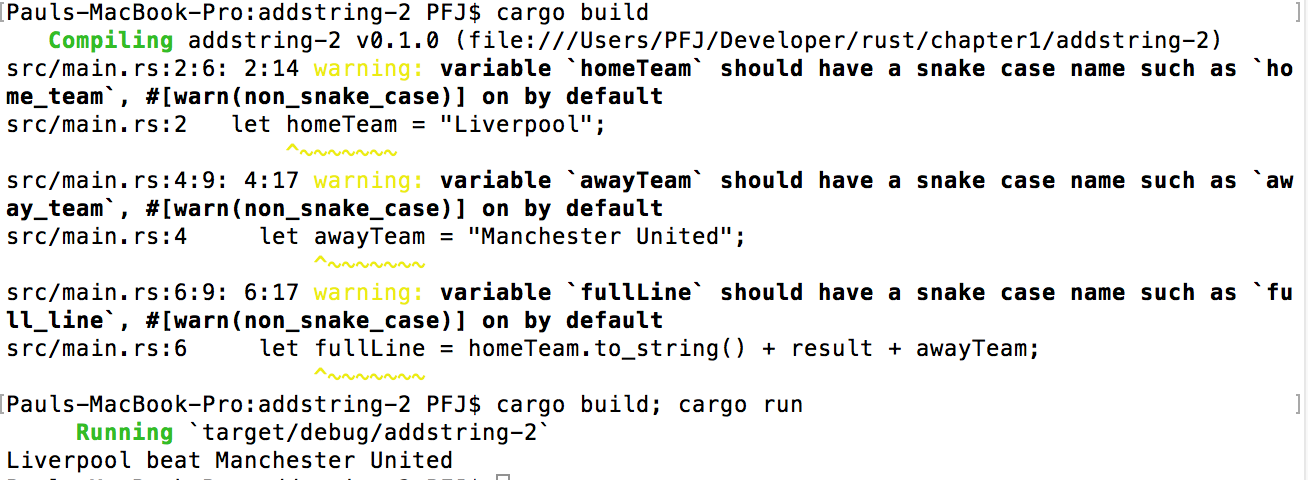 [Pauls-MacBook-Pro:addstring-2 PFJ$ cargo build ]
   Compiling addstring-2 v0.1.0 (file:///Users/PFJ/Developer/rust/chapter1/addstring-2)
src/main.rs:2:6: 2:14 warning: variable `homeTeam` should have a snake case name such as `ho
me_team`, #[warn(non_snake_case)] on by default
src/main.rs:2   let homeTeam = "Liverpool";
                    ^~~~~~~~
src/main.rs:4:9: 4:17 warning: variable `awayTeam` should have a snake case name such as `aw
ay_team`, #[warn(non_snake_case)] on by default
src/main.rs:4     let awayTeam = "Manchester United";
                      ^~~~~~~~
src/main.rs:6:9: 6:17 warning: variable `fullLine` should have a snake case name such as `fu
ll_line`, #[warn(non_snake_case)] on by default
src/main.rs:6     let fullLine = homeTeam.to_string() + result + awayTeam;
                      ^~~~~~~~
[Pauls-MacBook-Pro:addstring-2 PFJ$ cargo build; cargo run ]
     Running `target/debug/addstring-2`
Liverpool beat Manchester United